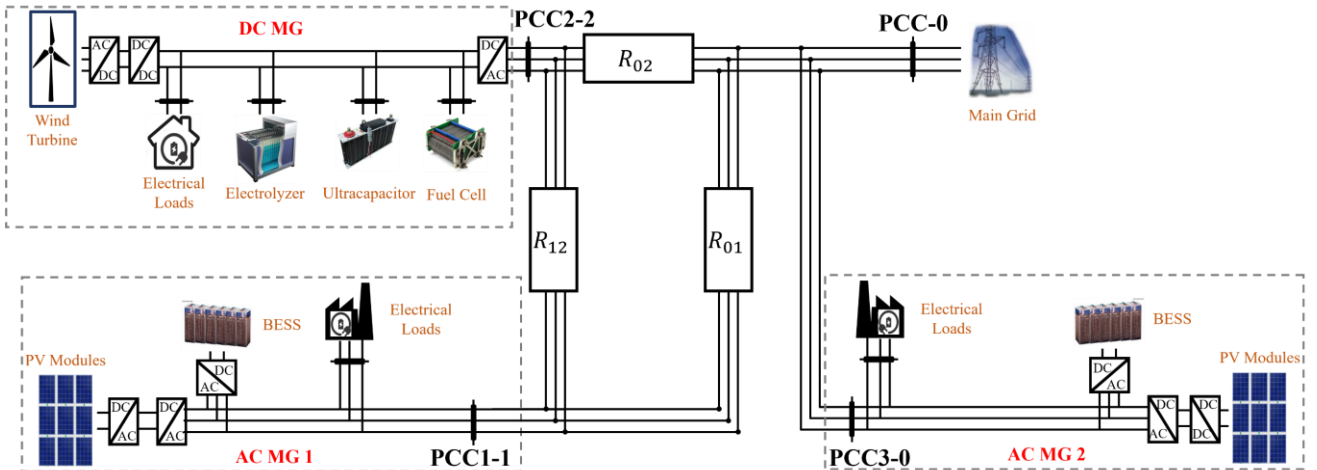 DC MG
PCC2-2
PCC-0
AC
DC
DC
DC
DC
AC
R02
Main Grid
Wind
Turbine
Electrical
Loads
Electrolyzer
Ultracapacitor
Fuel Cell
R12
R01
BESS
Electrical
Loads
PV Modules
DC
AC
DC
AC
DC
AC
AC MG 1
PCC1-1
Electrical
Loads
BESS
PV Modules
DC
AC
DC
AC
DC
DC
PCC3-0
AC MG 2